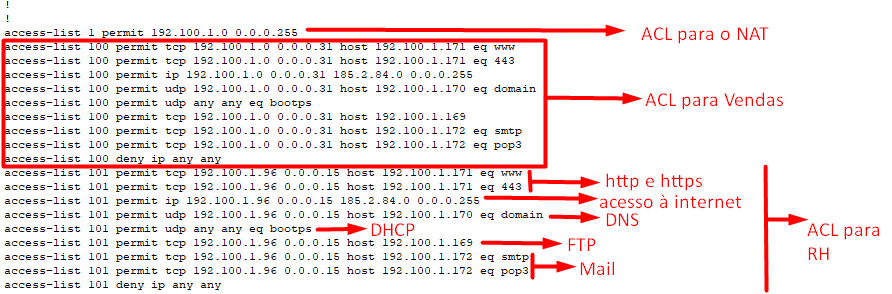 !
!
access-list 1 permit 192.100.1.0 0.0.0.255
ACL para o NAT
access-list 100 permit tcp 192.100.1.0 0.0.0.31 host 192.100.1.171 eq www
access-list 100 permit tcp 192.100.1.0 0.0.0.31 host 192.100.1.171 eq 443
access-list 100 permit ip 192.100.1.0 0.0.0.31 185.2.84.0 0.0.0.255
access-list 100 permit udp 192.100.1.0 0.0.0.31 host 192.100.1.170 eq domain
access-list 100 permit udp any any eq bootps
access-list 100 permit tcp 192.100.1.0 0.0.0.31 host 192.100.1.169
access-list 100 permit tcp 192.100.1.0 0.0.0.31 host 192.100.1.172 eq smtp
access-list 100 permit tcp 192.100.1.0 0.0.0.31 host 192.100.1.172 eq pop3
access-list 100 deny ip any any
ACL para Vendas
access-list 101 permit tcp 192.100.1.96 0.0.0.15 host 192.100.1.171 eq www
access-list 101 permit tcp 192.100.1.96 0.0.0.15 host 192.100.1.171 eq 443
http e https
access-list 101 permit ip 192.100.1.96 0.0.0.15 185.2.84.0 0.0.0.255
acesso à internet
access-list 101 permit udp 192.100.1.96 0.0.0.15 host 192.100.1.170 eq domain
DNS
access-list 101 permit udp any any eq bootps
DHCP
access-list 101 permit tcp 192.100.1.96 0.0.0.15 host 192.100.1.169
FTP
access-list 101 permit tcp 192.100.1.96 0.0.0.15 host 192.100.1.172 eq smtp
access-list 101 permit tcp 192.100.1.96 0.0.0.15 host 192.100.1.172 eq pop3
Mail
access-list 101 deny ip any any
ACL para
RH